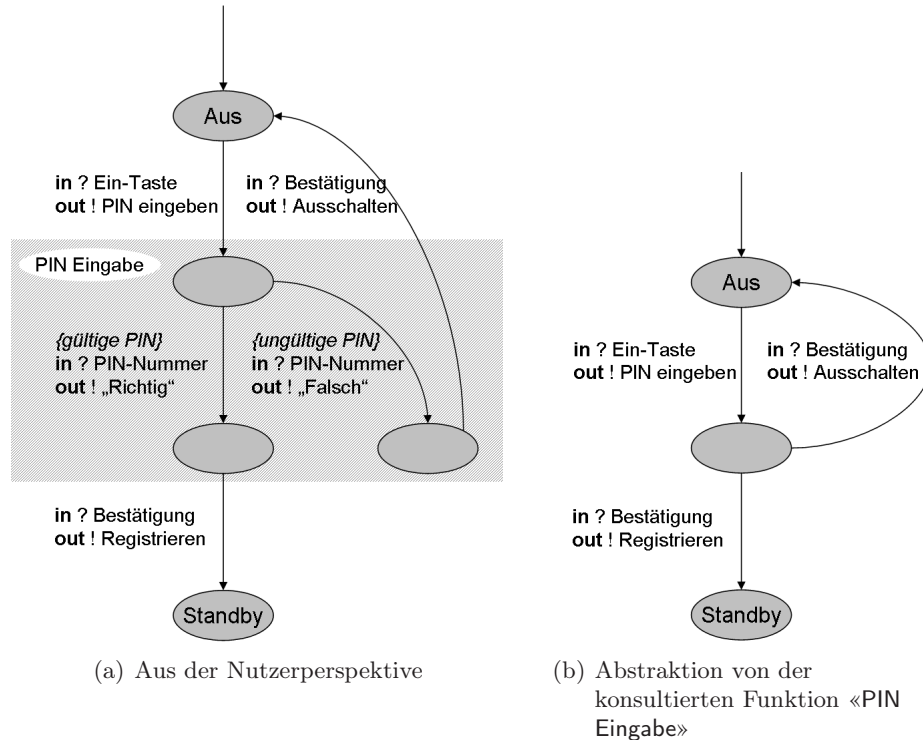 Aus
in ? Ein-Taste
out ! PIN eingeben
in ? Bestätigung
out ! Ausschalten
PIN Eingabe
{gültige PIN}
in ? PIN-Nummer
out ! „Richtig“
{ungültige PIN}
in ? PIN-Nummer
out ! „Falsch“
in ? Bestätigung
out ! Registrieren
Standby
(a) Aus der Nutzerperspektive
Aus
in ? Ein-Taste
out ! PIN eingeben
in ? Bestätigung
out ! Ausschalten
in ? Bestätigung
out ! Registrieren
Standby
(b) Abstraktion von der
konsultierten Funktion «PIN
Eingabe»